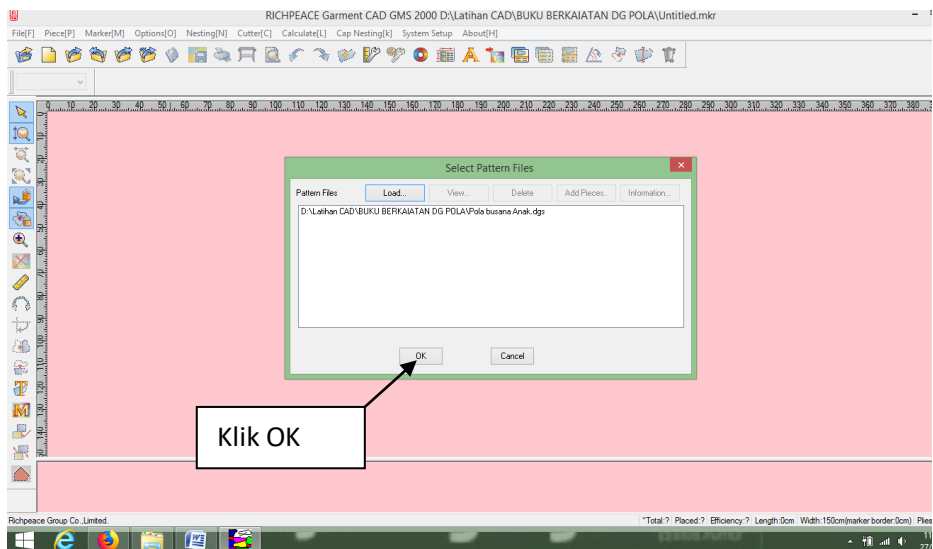 RICHPEACE Garment CAD GMS 2000 D:\Latihan CAD\BUKU BERKAIATAN DG POLA\Untitled.mkr
File[F] Piece[P] Marker[M] Options[O] Nesting[N] Cutter[C] Calculate[L] Cap Nesting[k] System Setup About[H]
0 10 20 30 40 50 60 70 80 90 100 110 120 130 140 150 160 170 180 190 200 210 220 230 240 250 260 270 280 290 300 310 320 330 340 350 360 370 380
Select Pattern Files
Pattern Files Load... View... Delete Add Pieces.. Information...
D:\Latihan CAD\BUKU BERKAIATAN DG POLA\Pola busana Anak.dgs
OK Cancel
Klik OK
Richpeace Group Co.,Limited. *Total:? Placed:? Efficiency:? Length:0cm Width:150cm(marker border:0cm) Plies